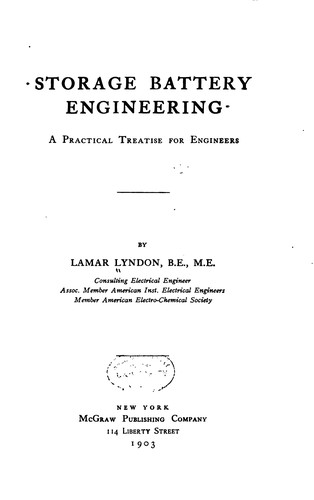 STORAGE BATTERY
ENGINEERING
A PRACTICAL TREATISE FOR ENGINEERS
BY
LAMAR LYNDON, B.E., M.E.
Consulting Electrical Engineer
Assoc. Member American Inst. Electrical Engineers
Member American Electro-Chemical Society
NEW YORK
MCGRAW PUBLISHING COMPANY
114 LIBERTY STREET
1903